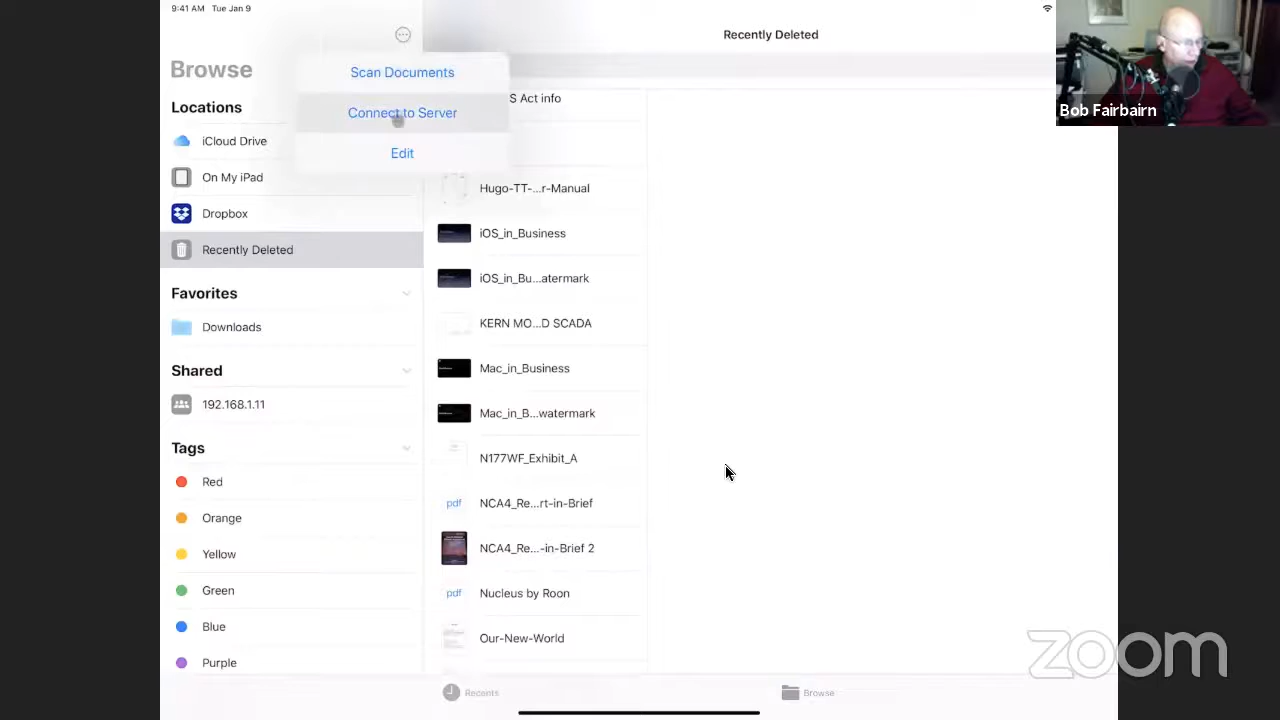 9:41 AM Tue Jan 9
Browse
Scan Documents
Connect to Server
Edit
Locations
iCloud Drive
On My iPad
Dropbox
Recently Deleted
Favorites
Downloads
Shared
192.168.1.11
Tags
Red
Orange
Yellow
Green
Blue
Purple
Recently Deleted
S Act info
Hugo-TT-...r-Manual
iOS_in_Business
iOS_in_Bu...atermark
KERN MO...D SCADA
Mac_in_Business
Mac_in_B...watermark
N177WF_Exhibit_A
pdf NCA4_Re...rt-in-Brief
NCA4_Re...-in-Brief 2
pdf Nucleus by Roon
Our-New-World
Recents
Browse
Bob Fairbairn
zoom